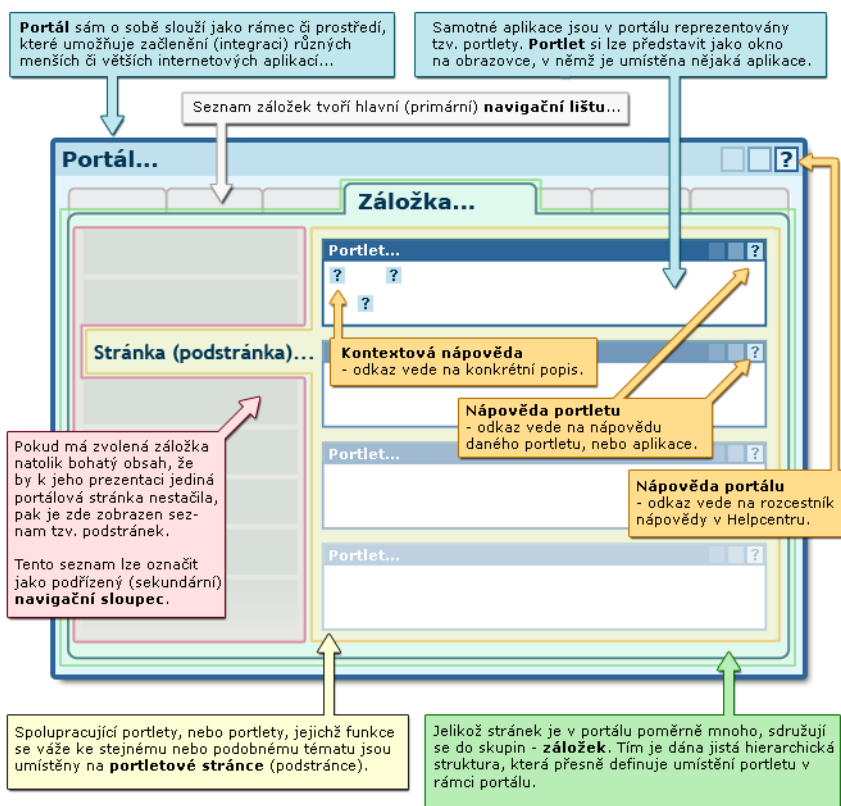 Portál sám o sobě slouží jako rámec či prostředí,
které umožňuje začlenění (integraci) různých
menších či větších internetových aplikací...
Samotné aplikace jsou v portálu reprezentovány
tzv. portlety. Portlet si lze představit jako okno
na obrazovce, v němž je umístěna nějaká aplikace.
Seznam záložek tvoří hlavní (primární) navigační lištu...
Portál...
?
Záložka...
Portlet...
?
? ?
?
Stránka (podstránka)...
Kontextová nápověda
- odkaz vede na konkrétní popis.
?
Nápověda portletu
- odkaz vede na nápovědu
daného portletu, nebo aplikace.
Pokud má zvolená záložka
natolik bohatý obsah, že
by k jeho prezentaci jediná
portálová stránka nestačila,
pak je zde zobrazen sez-
nam tzv. podstránek.
Tento seznam lze označit
jako podřízený (sekundární)
navigační sloupec.
Portlet...
?
Nápověda portálu
- odkaz vede na rozcestník
nápovědy v Helpcentru.
Portlet...
?
Spolupracující portlety, nebo portlety, jejichž funkce
se váže ke stejnému nebo podobnému tématu jsou
umístěny na portletové stránce (podstránce).
Jelikož stránek je v portálu poměrně mnoho, sdružují
se do skupin - záložek. Tím je dána jistá hierarchická
struktura, která přesně definuje umístění portletu v
rámci portálu.